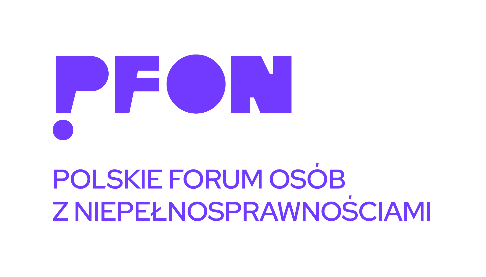 PFON
POLSKIE FORUM OSÓB
Z NIEPEŁNOSPRAWNOŚCIAMI